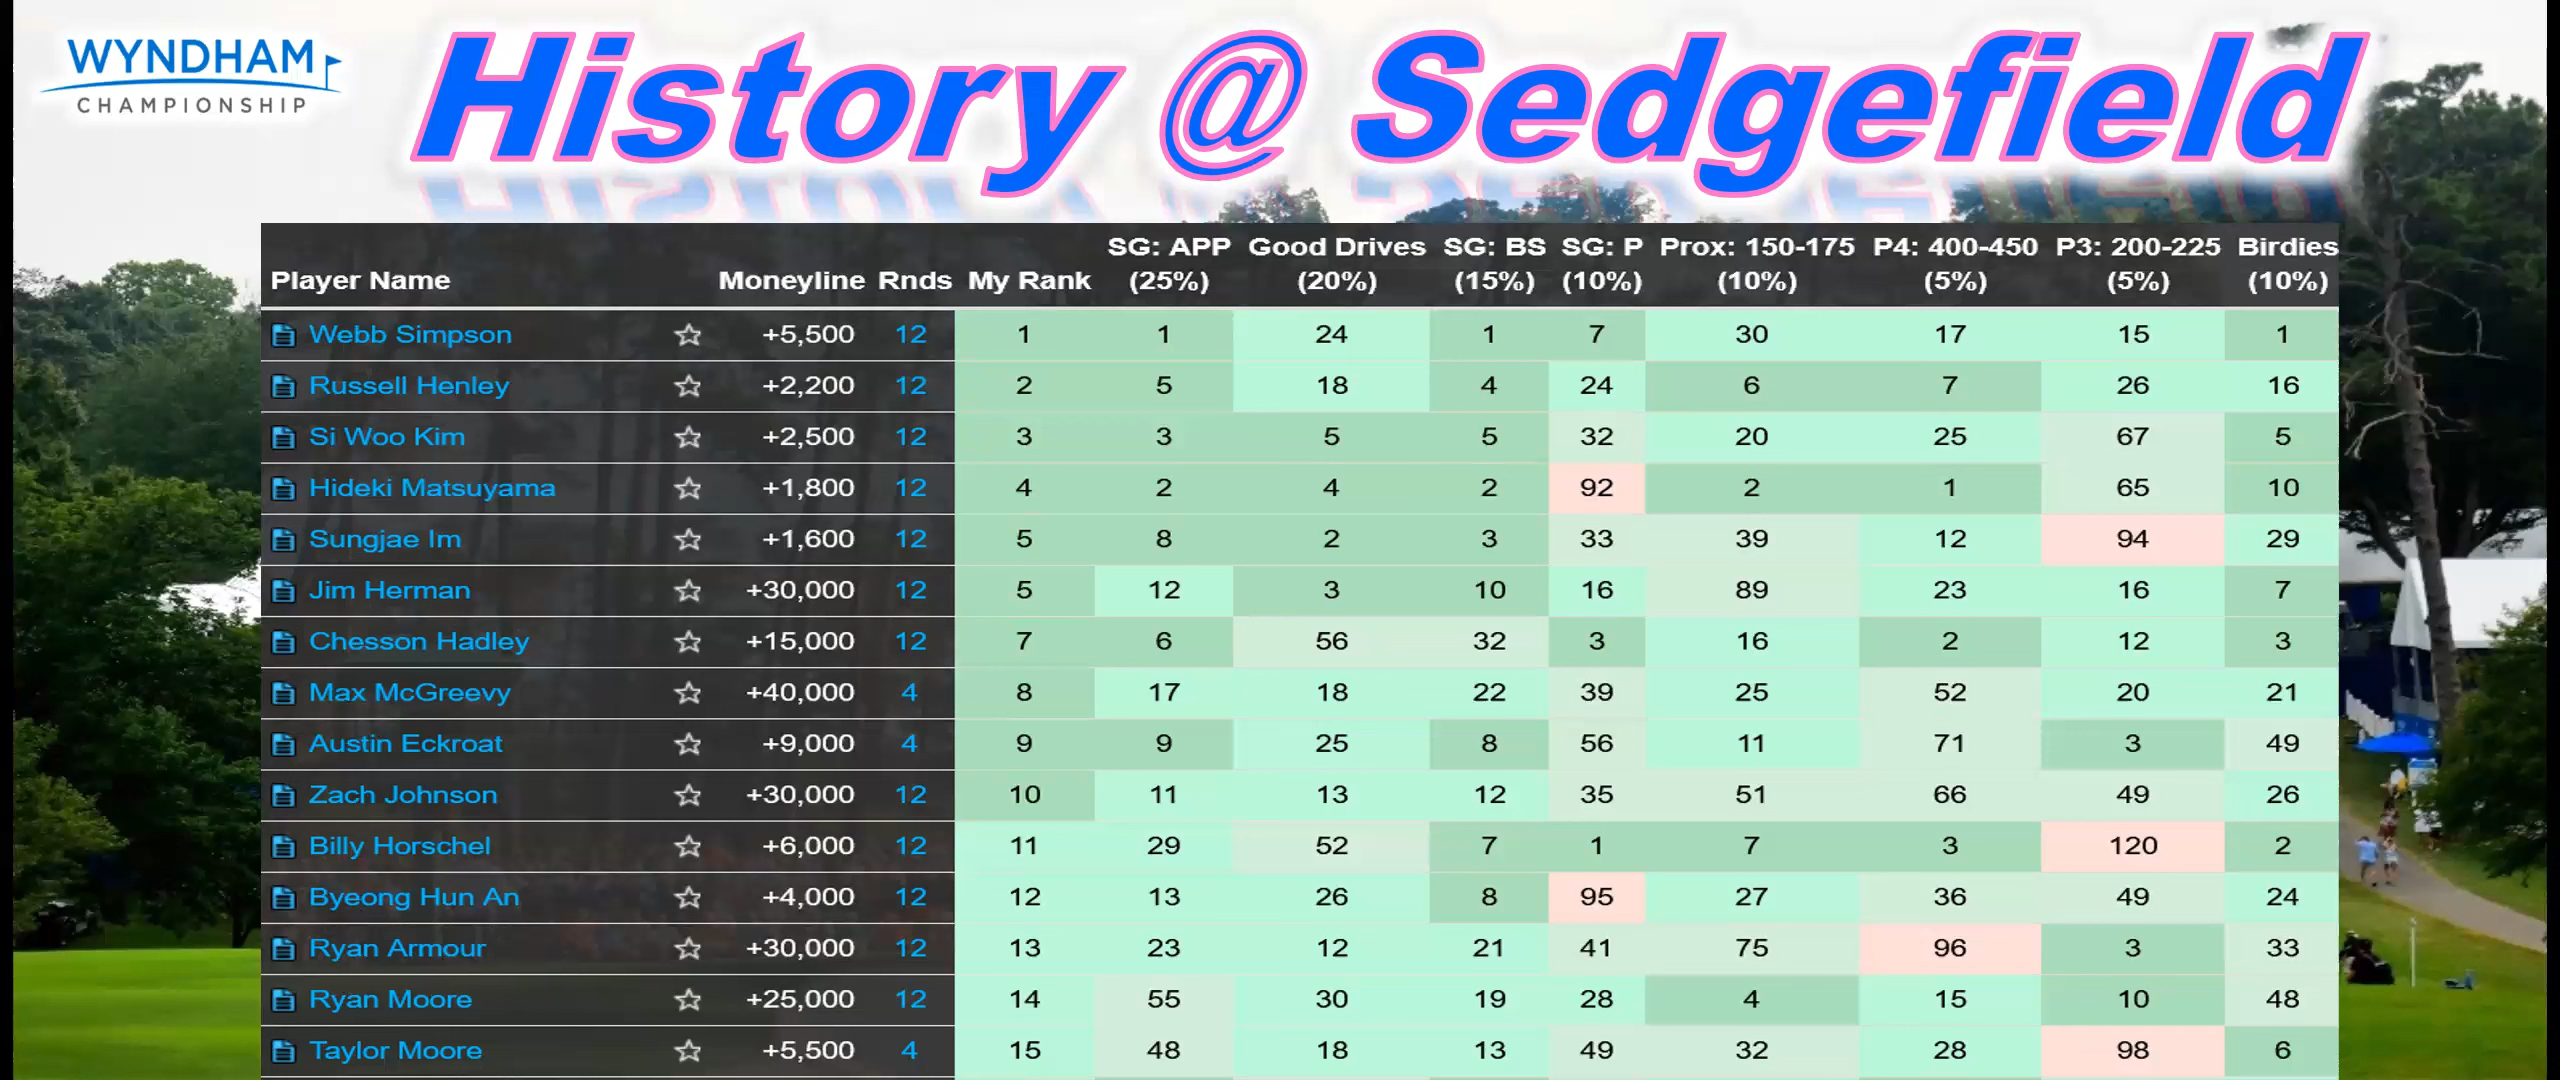 WYNDHAM
CHAMPIONSHIP
History @ Sedgefield
Player Name Moneyline Rnds My Rank SG: APP (25%) Good Drives (20%) SG: BS (15%) SG: P (10%) Prox: 150-175 (10%) P4: 400-450 (5%) P3: 200-225 (5%) Birdies (10%)
Webb Simpson +5,500 12 1 1 24 1 7 30 17 15 1
Russell Henley +2,200 12 2 5 18 4 24 6 7 26 16
Si Woo Kim +2,500 12 3 3 5 5 32 20 25 67 5
Hideki Matsuyama +1,800 12 4 2 4 2 92 2 1 65 10
Sungjae Im +1,600 12 5 8 2 3 33 39 12 94 29
Jim Herman +30,000 12 5 12 3 10 16 89 23 16 7
Chesson Hadley +15,000 12 7 6 56 32 3 16 2 12 3
Max McGreevy +40,000 4 8 17 18 22 39 25 52 20 21
Austin Eckroat +9,000 4 9 9 25 8 56 11 71 3 49
Zach Johnson +30,000 12 10 11 13 12 35 51 66 49 26
Billy Horschel +6,000 12 11 29 52 7 1 7 3 120 2
Byeong Hun An +4,000 12 12 13 26 8 95 27 36 49 24
Ryan Armour +30,000 12 13 23 12 21 41 75 96 3 33
Ryan Moore +25,000 12 14 55 30 19 28 4 15 10 48
Taylor Moore +5,500 4 15 48 18 13 49 32 28 98 6